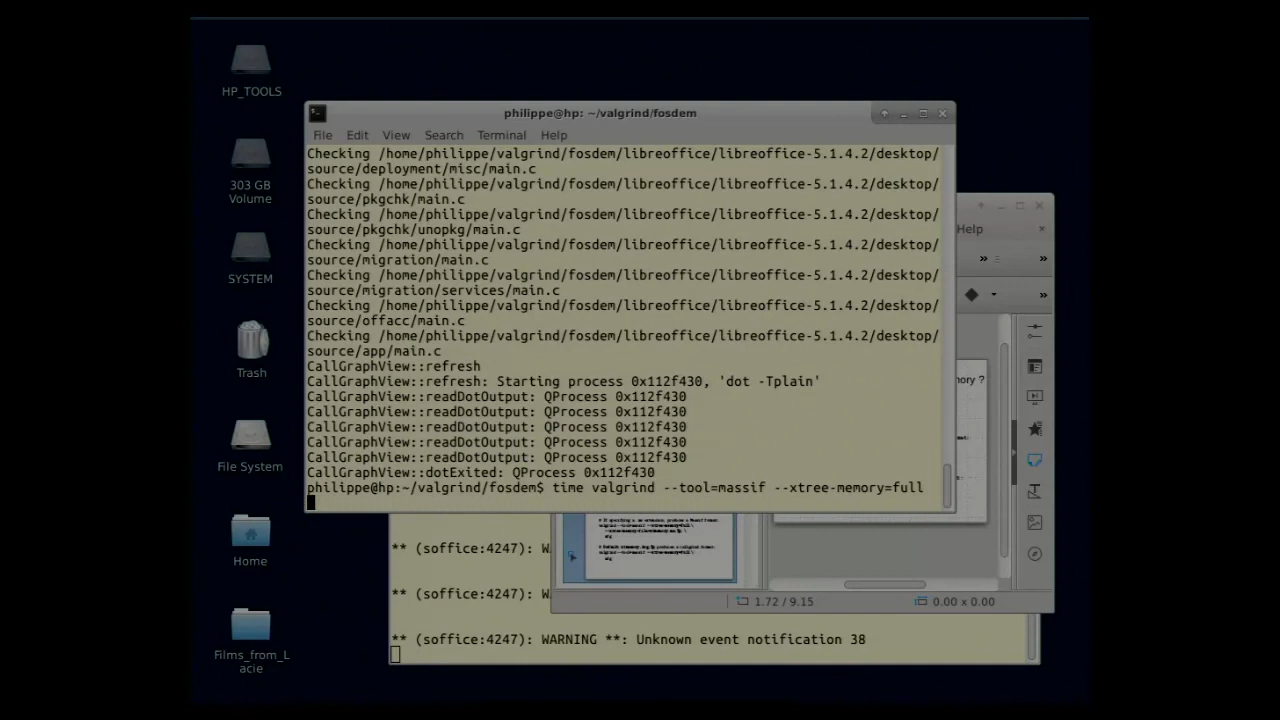 HP_TOOLS
303 GB
Volume
SYSTEM
Trash
File System
Home
Films_from_L
acie
philippe@hp: ~/valgrind/fosdem
File Edit View Search Terminal Help
Checking /home/philippe/valgrind/fosdem/libreoffice/libreoffice-5.1.4.2/desktop/
source/deployment/misc/main.c
Checking /home/philippe/valgrind/fosdem/libreoffice/libreoffice-5.1.4.2/desktop/
source/pkgchk/main.c
Checking /home/philippe/valgrind/fosdem/libreoffice/libreoffice-5.1.4.2/desktop/
source/pkgchk/unopkg/main.c
Checking /home/philippe/valgrind/fosdem/libreoffice/libreoffice-5.1.4.2/desktop/
source/migration/main.c
Checking /home/philippe/valgrind/fosdem/libreoffice/libreoffice-5.1.4.2/desktop/
source/migration/services/main.c
Checking /home/philippe/valgrind/fosdem/libreoffice/libreoffice-5.1.4.2/desktop/
source/offacc/main.c
Checking /home/philippe/valgrind/fosdem/libreoffice/libreoffice-5.1.4.2/desktop/
source/app/main.c
CallGraphView::refresh
CallGraphView::refresh: Starting process 0x112f430, 'dot -Tplain'
CallGraphView::readDotOutput: QProcess 0x112f430
CallGraphView::readDotOutput: QProcess 0x112f430
CallGraphView::readDotOutput: QProcess 0x112f430
CallGraphView::readDotOutput: QProcess 0x112f430
CallGraphView::readDotOutput: QProcess 0x112f430
CallGraphView::dotExited: QProcess 0x112f430
philippe@hp:~/valgrind/fosdem$ time valgrind --tool=massif --xtree-memory=full
Help
** (soffice:4247): W
** (soffice:4247): W
** (soffice:4247): WARNING **: Unknown event notification 38
1.72 / 9.15
0.00 x 0.00